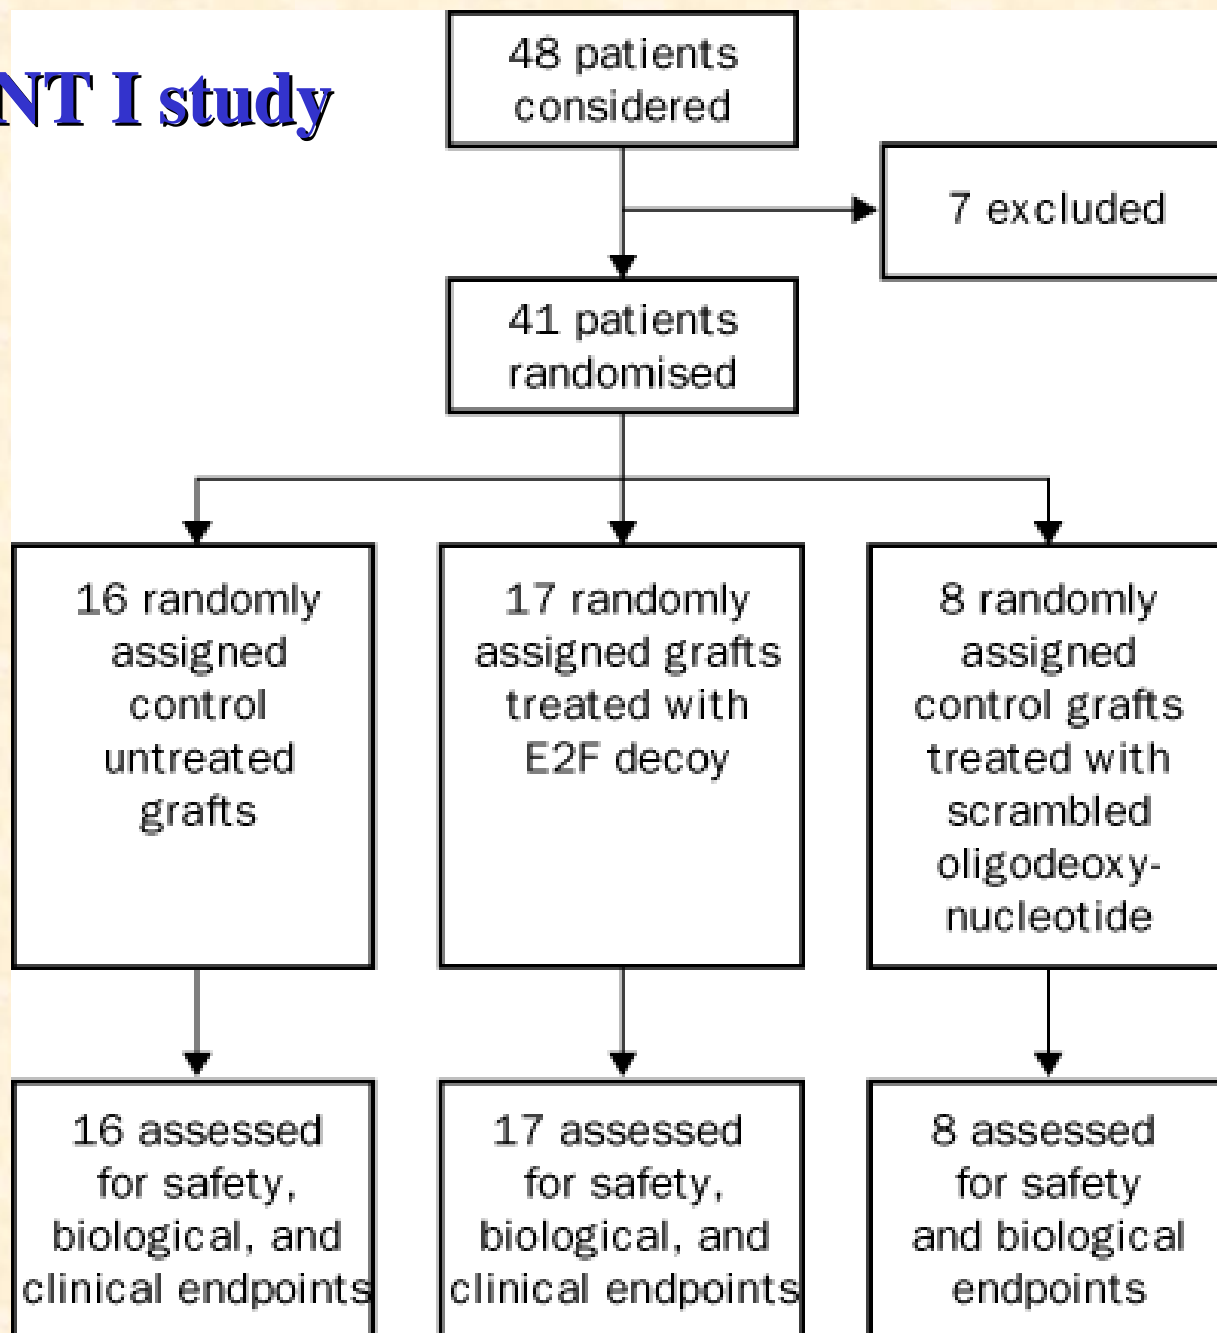 NT I study
48 patients
considered
7 excluded
41 patients
randomised
16 randomly
assigned
control
untreated
grafts
17 randomly
assigned grafts
treated with
E2F decoy
8 randomly
assigned
control grafts
treated with
scrambled
oligodeoxy-
nucleotide
16 assessed
for safety,
biological, and
clinical endpoints
17 assessed
for safety,
biological, and
clinical endpoints
8 assessed
for safety
and biological
endpoints